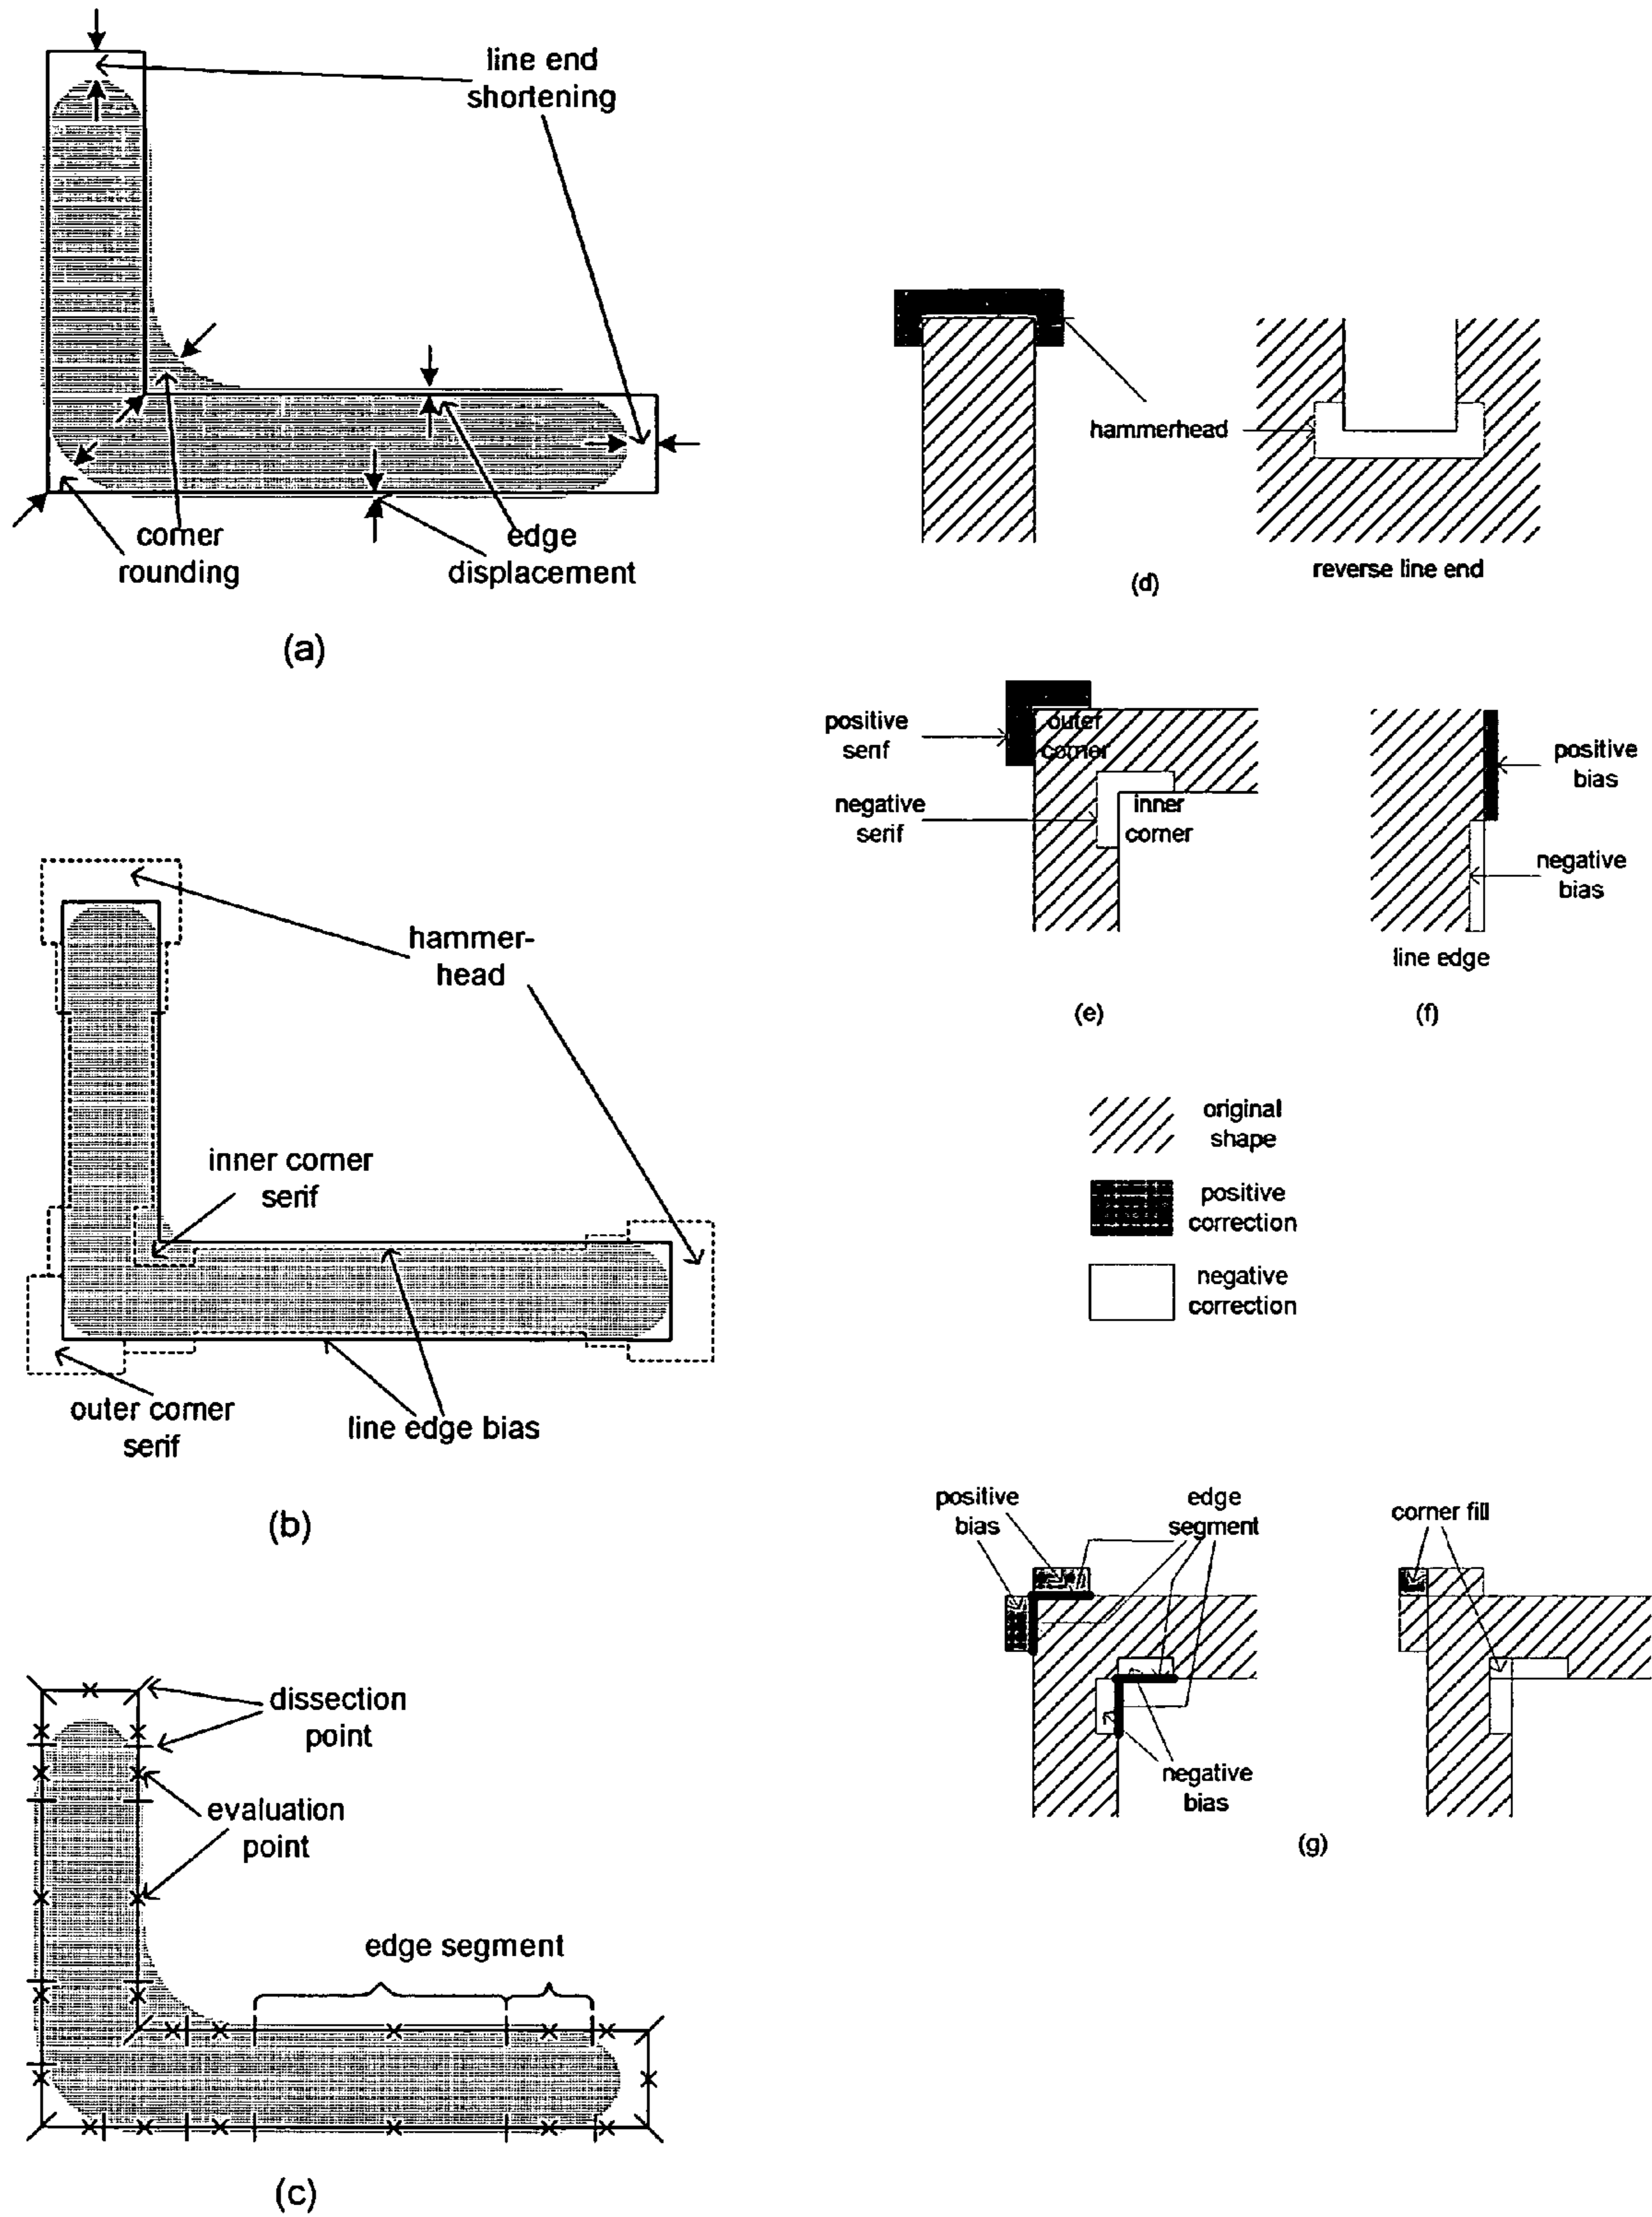 line end
shortening
corner
rounding
edge
displacement
(a)
hammer-
head
inner corner
serif
outer corner
serif
line edge bias
(b)
dissection
point
evaluation
point
edge segment
(c)
hammerhead
reverse line end
(d)
positive
serif
outer
corner
negative
serif
inner
corner
(e)
positive
bias
negative
bias
line edge
(f)
original
shape
positive
correction
negative
correction
positive
bias
edge
segment
corner fill
negative
bias
(g)